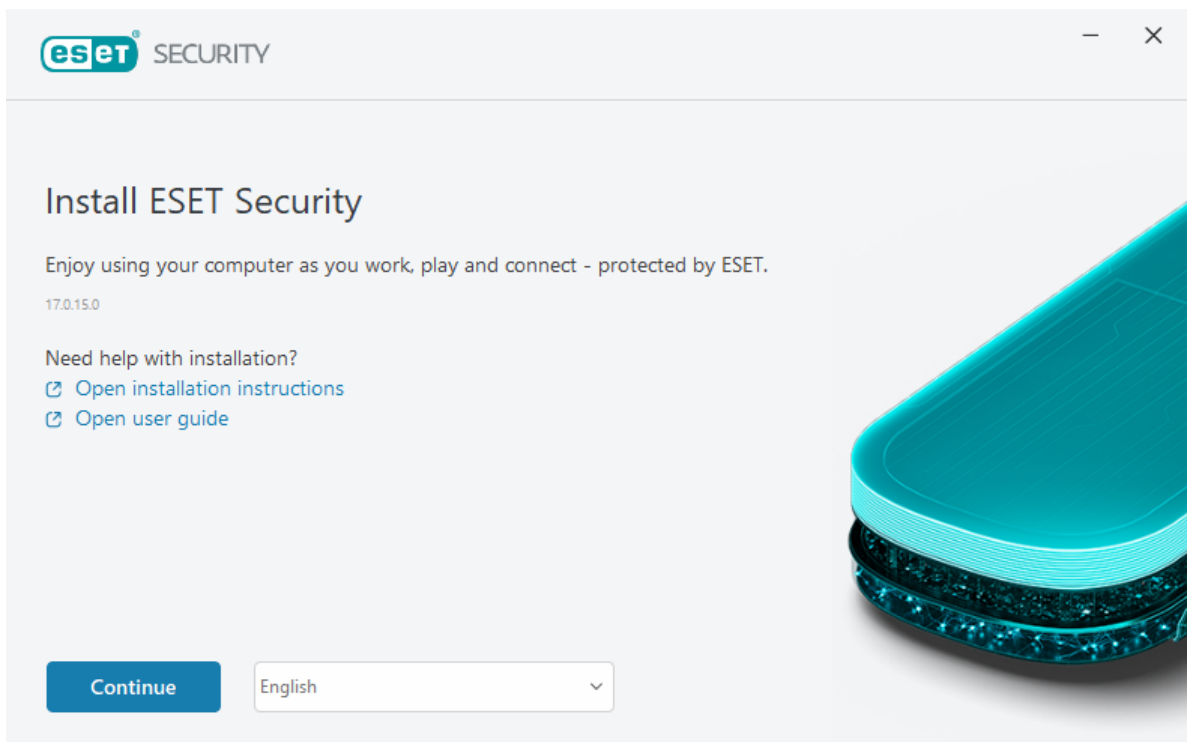 eset® SECURITY
Install ESET Security
Enjoy using your computer as you work, play and connect - protected by ESET.
17.0.15.0
Need help with installation?
Open installation instructions
Open user guide
Continue
English